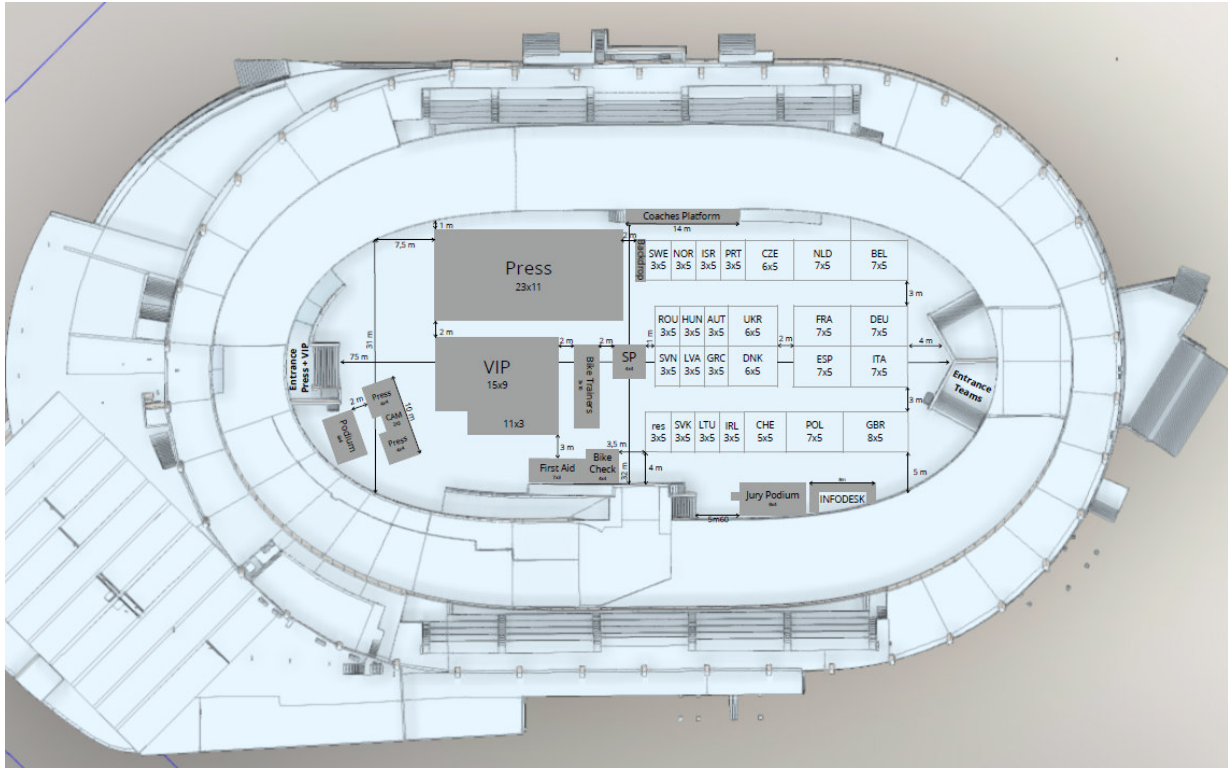 Coaches Platform
14 m
1 m
7,5 m
2 m
Backdrop
SWE NOR ISR PRT CZE NLD BEL
3x5 3x5 3x5 3x5 6x5 7x5 7x5
Press
23x11
3 m
31 m
2 m
ROU HUN AUT UKR FRA DEU
3x5 3x5 3x5 6x5 7x5 7x5
2 m 2 m 2 m 4 m
Entrance
Press + VIP
75 m
VIP
15x9
Bike Trainers
SP
SVN LVA GRC DNK ESP ITA
3x5 3x5 3x5 6x5 7x5 7x5
Entrance
Teams
Press
2 m
CAM
10 m
Podium
Press
11x3
3 m
res SVK LTU IRL CHE POL GBR
3x5 3x5 3x5 3x5 5x5 7x5 8x5
3 m
3,5 m
Bike
Check
First Aid
32 m
4 m
5 m
Jury Podium
INFODESK
5m60